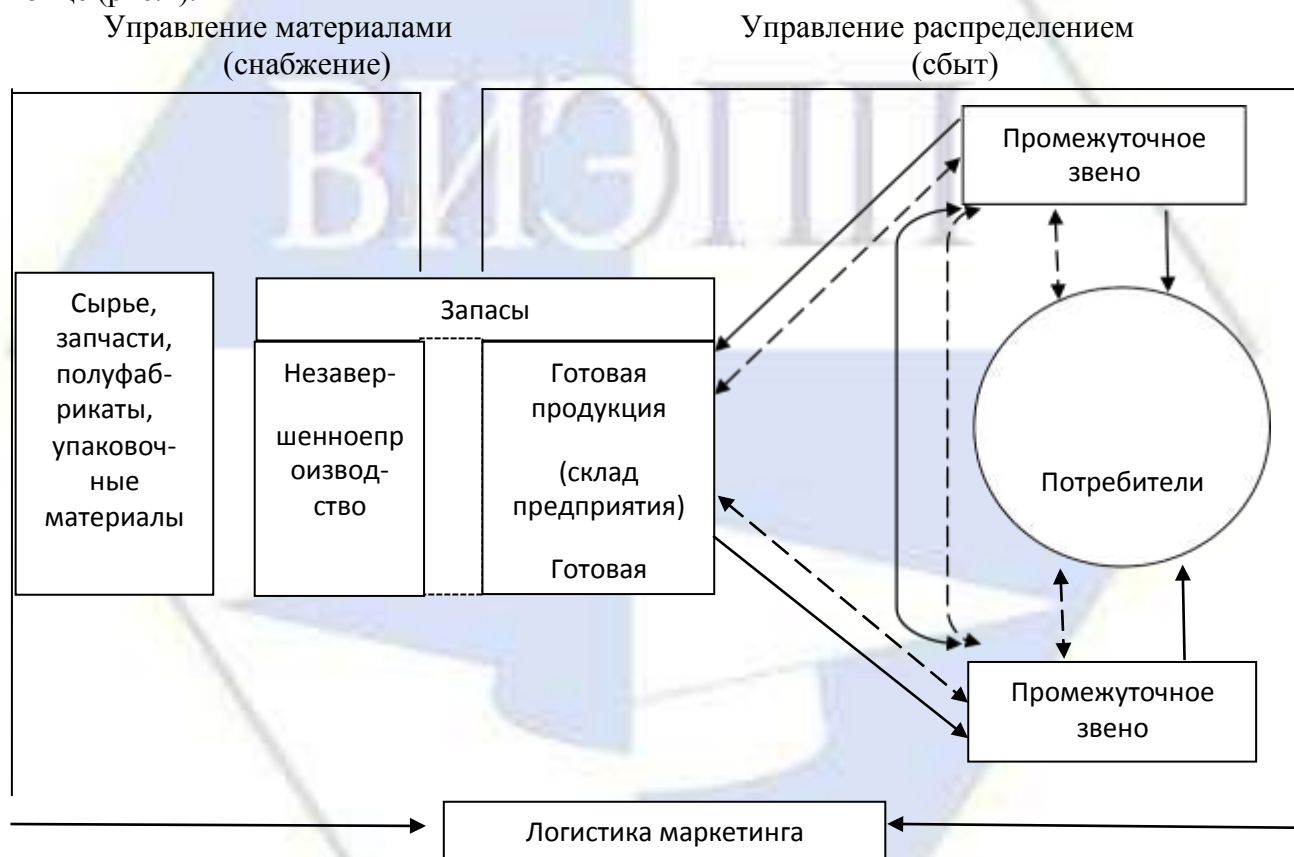 Управление материалами
(снабжение)
Управление распределением
(сбыт)
ВИЭПП
Промежуточное
звено
Сырье,
запчасти,
полуфаб-
рикаты,
упаковоч-
ные
материалы
Запасы
Незавер-
шенноепр
оизвод-
ство
Готовая
продукция
(склад
предприятия)
Готовая
Потребители
Промежуточное
звено
Логистика маркетинга